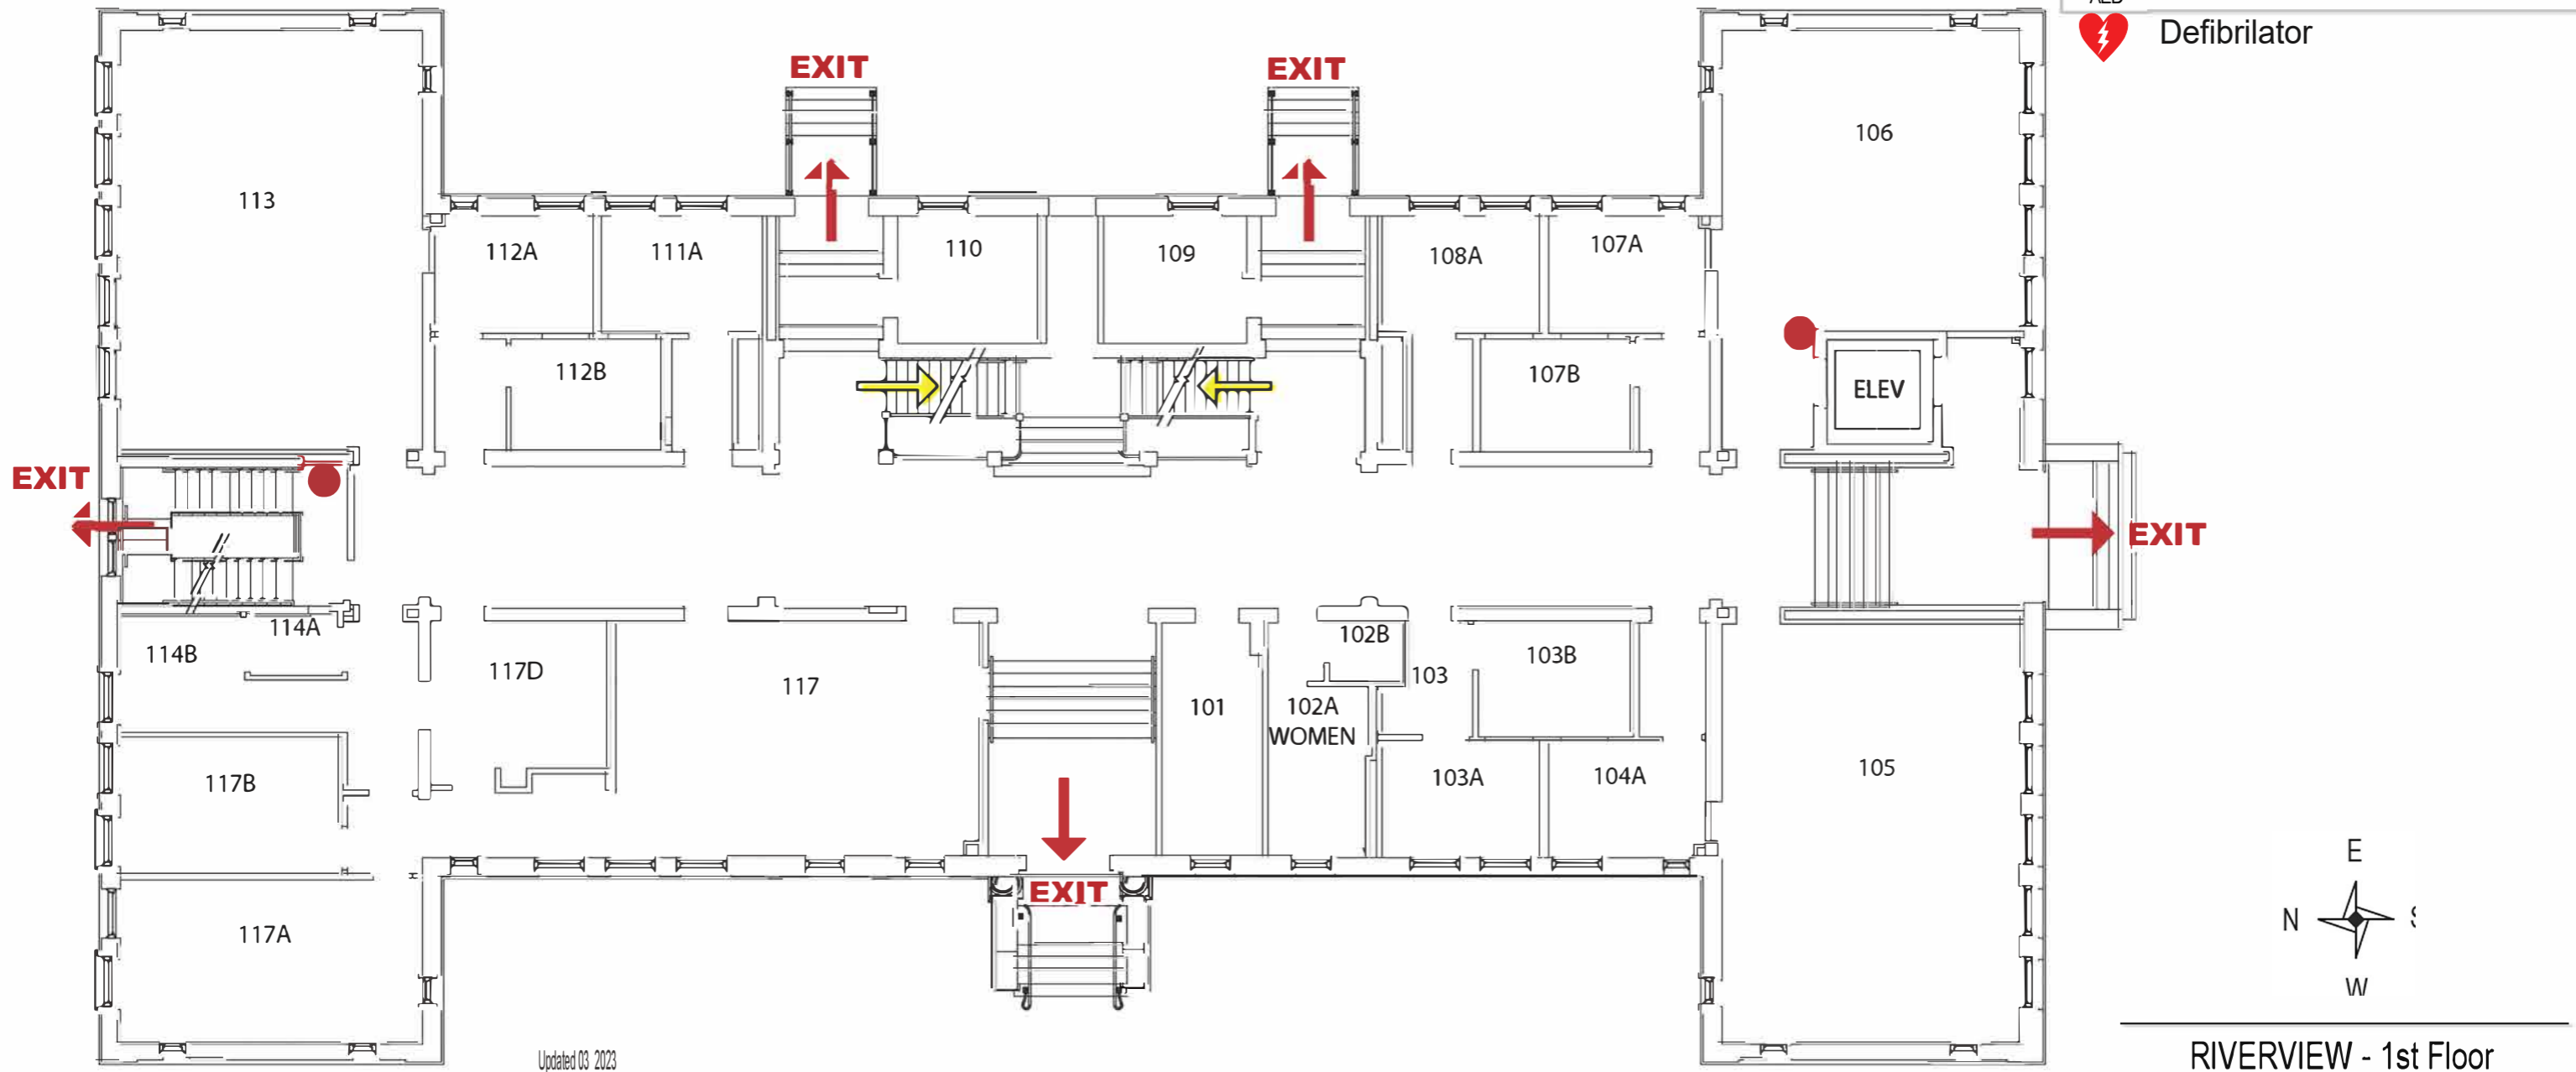 Defibrilator
EXIT
EXIT
106
113
112A
111A
110
109
108A
107A
112B
107B
ELEV
EXIT
EXIT
114A
114B
117D
117
101
102B
102A
WOMEN
103
103B
117B
103A
104A
105
EXIT
117A
E
N
W
Updated 03 2023
RIVERVIEW - 1st Floor